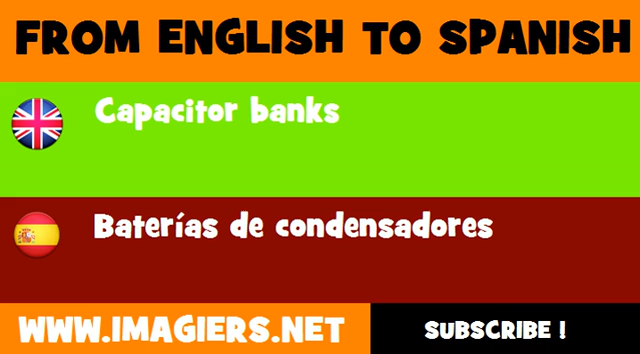 FROM ENGLISH TO SPANISH
Capacitor banks
Baterías de condensadores
WWW.IMAGIERS.NET
SUBSCRIBE !